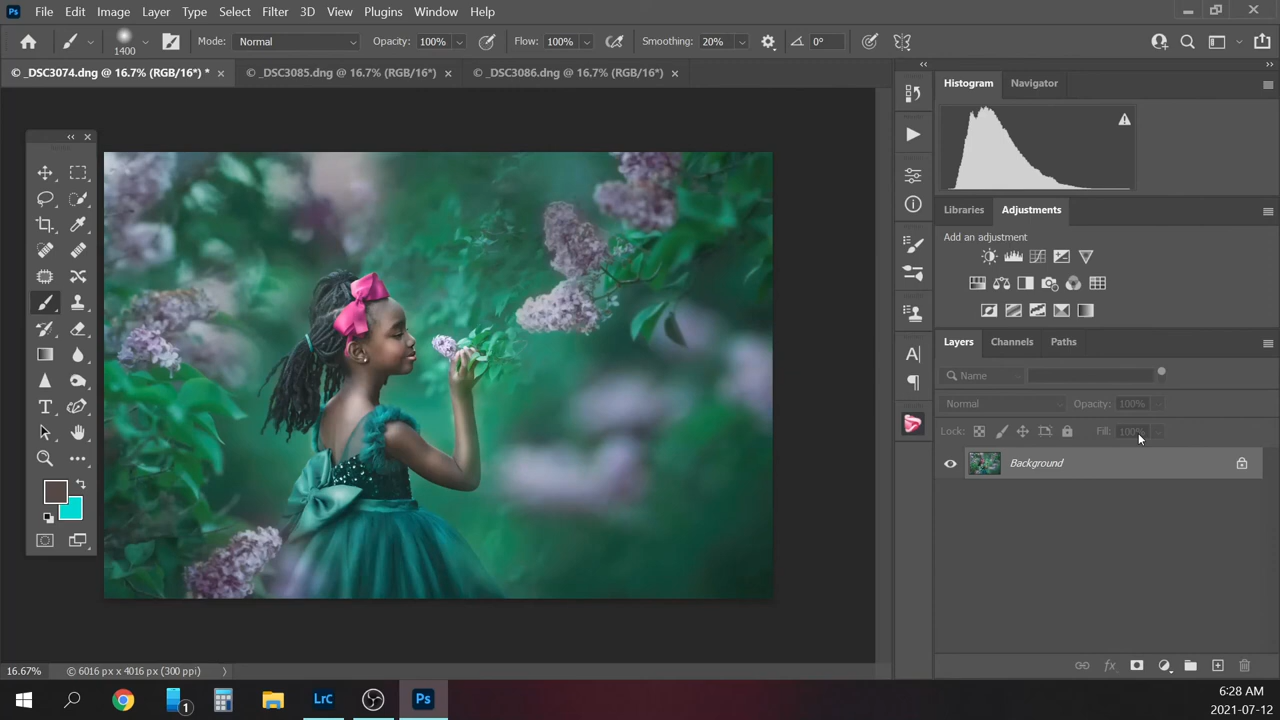 Ps File Edit Image Layer Type Select Filter 3D View Plugins Window Help
1400 Mode: Normal Opacity: 100% Flow: 100% Smoothing: 20% 0°
© _DSC3074.dng @ 16.7% (RGB/16*) * × © _DSC3085.dng @ 16.7% (RGB/16*) × © _DSC3086.dng @ 16.7% (RGB/16*) ×
Histogram Navigator
Libraries Adjustments
Add an adjustment
Layers Channels Paths
Name
Normal Opacity: 100%
Lock: Fill: 100%
Background
fx
16.67% © 6016 px x 4016 px (300 ppi)
1 LrC Ps
6:28 AM
2021-07-12